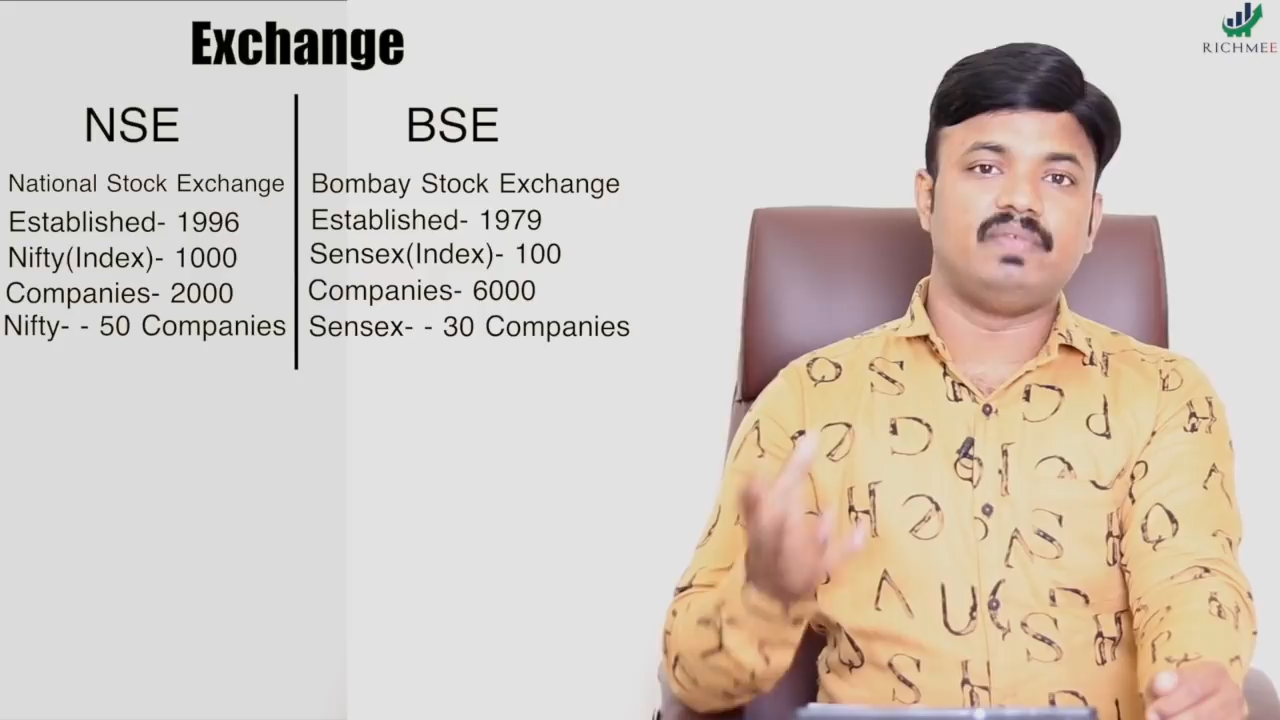 Exchange
NSE
National Stock Exchange
Established- 1996
Nifty(Index)- 1000
Companies- 2000
Nifty- - 50 Companies
BSE
Bombay Stock Exchange
Established- 1979
Sensex(Index)- 100
Companies- 6000
Sensex- - 30 Companies
RICHMEE